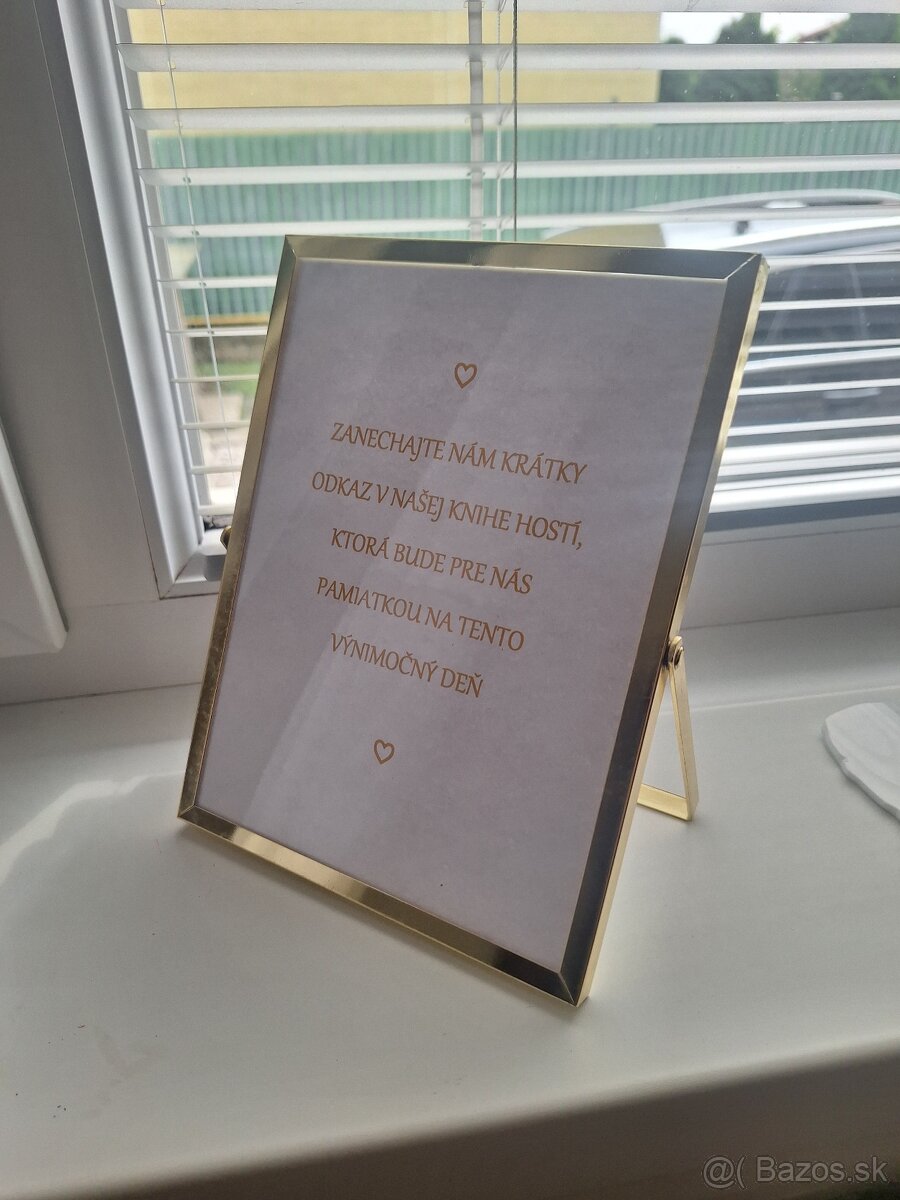 ZANECHAJTE NÁM KRÁTKY
ODKAZ V NAŠEJ KNIHE HOSTÍ,
KTORÁ BUDE PRE NÁS
PAMIATKOU NA TENTO
VÝNIMOČNÝ DEŇ
@( Bazos.sk